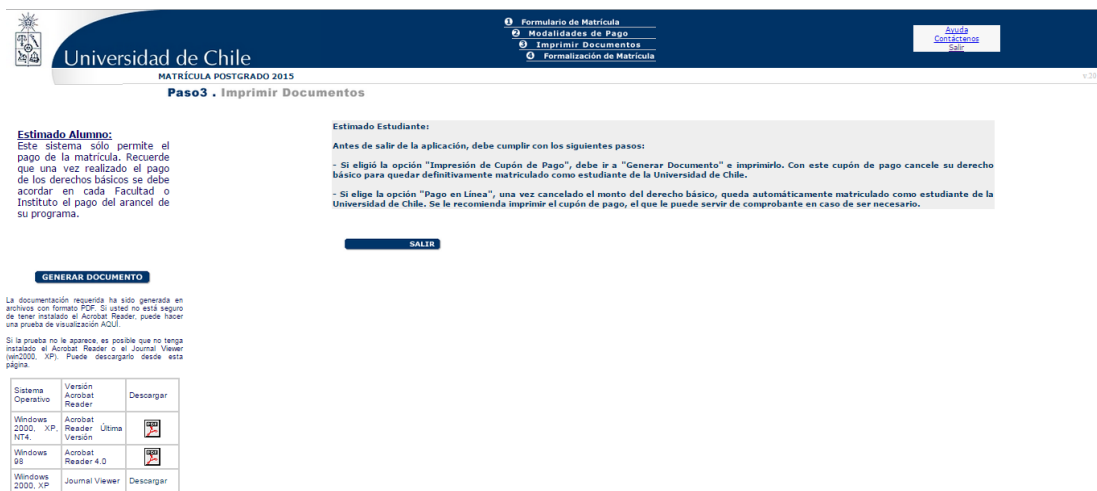 Universidad de Chile
1 Formulario de Matrícula
2 Modalidades de Pago
3 Imprimir Documentos
4 Formalización de Matrícula
Ayuda
Contáctenos
Salir
MATRÍCULA POSTGRADO 2015
v.20
Paso3 . Imprimir Documentos
Estimado Alumno:
Este sistema sólo permite el
pago de la matrícula. Recuerde
que una vez realizado el pago
de los derechos básicos se debe
acordar en cada Facultad o
Instituto el pago del arancel de
su programa.
Estimado Estudiante:
Antes de salir de la aplicación, debe cumplir con los siguientes pasos:
- Si eligió la opción "Impresión de Cupón de Pago", debe ir a "Generar Documento" e imprimirlo. Con este cupón de pago cancele su derecho
básico para quedar definitivamente matriculado como estudiante de la Universidad de Chile.
- Si elige la opción "Pago en Línea", una vez cancelado el monto del derecho básico, queda automáticamente matriculado como estudiante de la
Universidad de Chile. Se le recomienda imprimir el cupón de pago, el que le puede servir de comprobante en caso de ser necesario.
SALIR
GENERAR DOCUMENTO
La documentación requerida ha sido generada en
archivos con formato PDF. Si usted no está seguro
de tener instalado el Acrobat Reader, puede hacer
una prueba de visualización AQUÍ.
Si la prueba no le aparece, es posible que no tenga
instalado el Acrobat Reader o el Journal Viewer
(win2000, XP). Puede descargarlo desde esta
página.
Sistema Operativo Versión Acrobat Reader Descargar
Windows 2000, XP, NT4. Acrobat Reader Última Versión
Windows 98 Acrobat Reader 4.0
Windows 2000, XP Journal Viewer Descargar